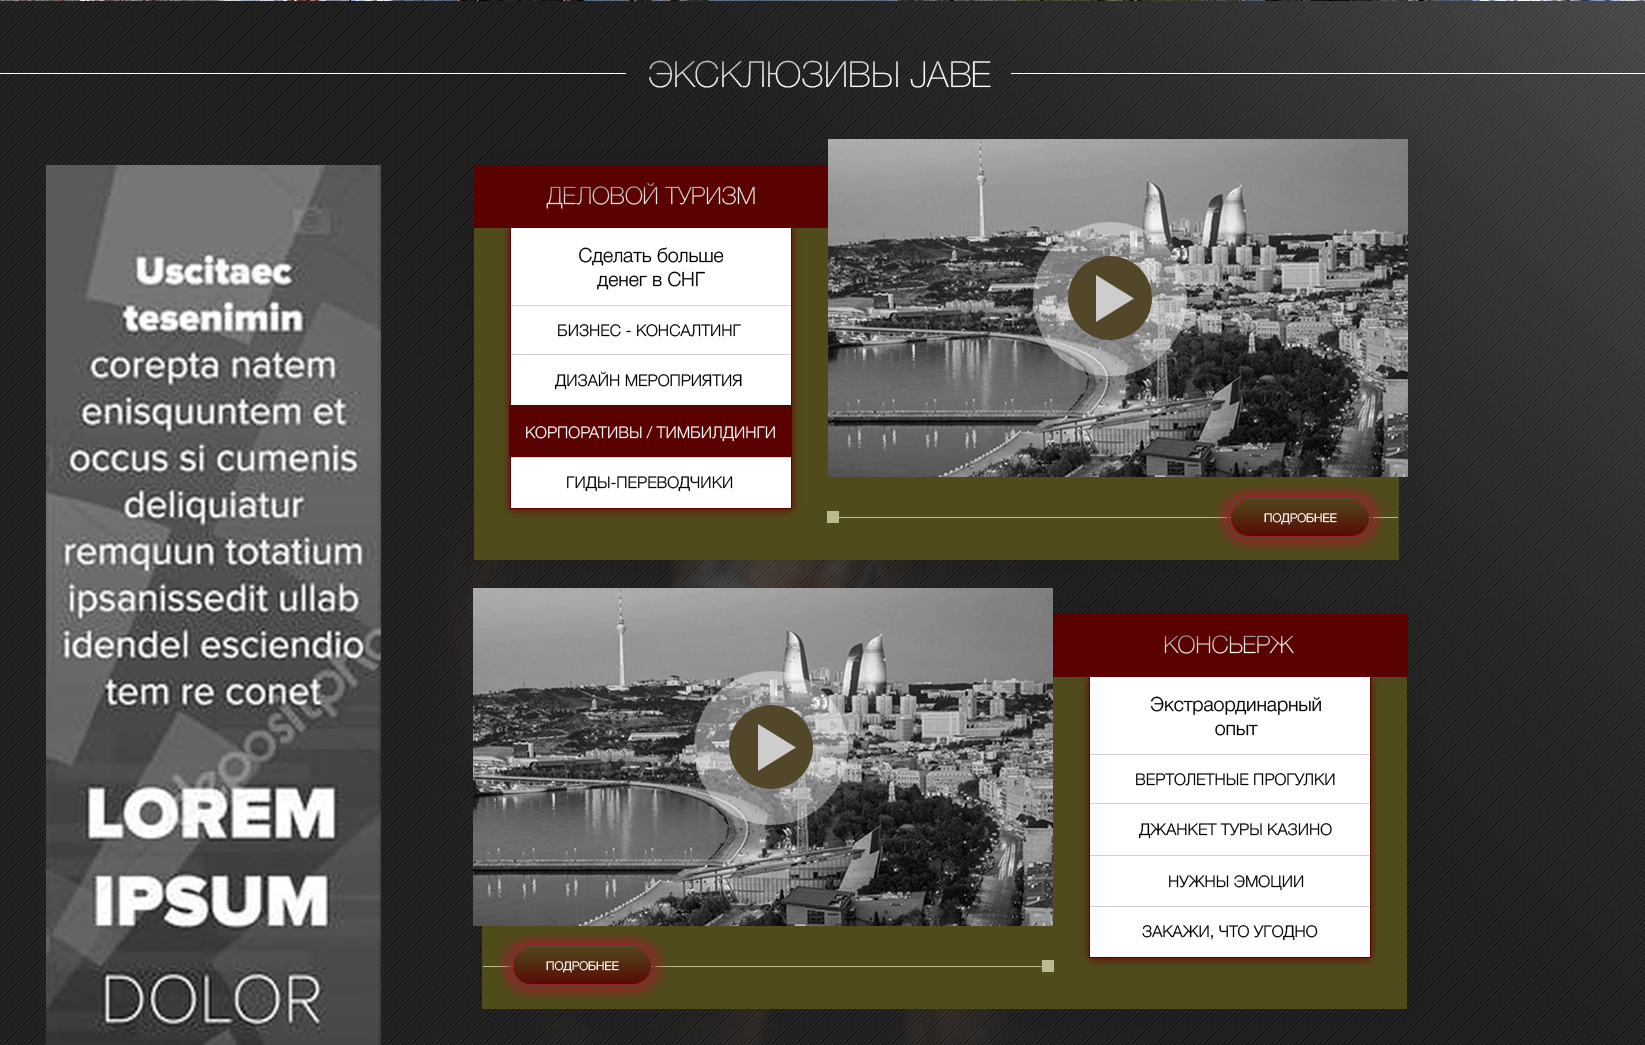 ЭКСКЛЮЗИВЫ JABE
Uscitaec
tesenimin
corepta natem
enisquuntem et
occus si cumenis
deliquiatur
remquun totatium
ipsanissedit ullab
idendel esciendio
tem re conet
LOREM
IPSUM
DOLOR
ДЕЛОВОЙ ТУРИЗМ
Сделать больше
денег в СНГ
БИЗНЕС - КОНСАЛТИНГ
ДИЗАЙН МЕРОПРИЯТИЯ
КОРПОРАТИВЫ / ТИМБИЛДИНГИ
ГИДЫ-ПЕРЕВОДЧИКИ
ПОДРОБНЕЕ
КОНСЬЕРЖ
Экстраординарный
опыт
ВЕРТОЛЕТНЫЕ ПРОГУЛКИ
ДЖАНКЕТ ТУРЫ КАЗИНО
НУЖНЫ ЭМОЦИИ
ЗАКАЖИ, ЧТО УГОДНО
ПОДРОБНЕЕ